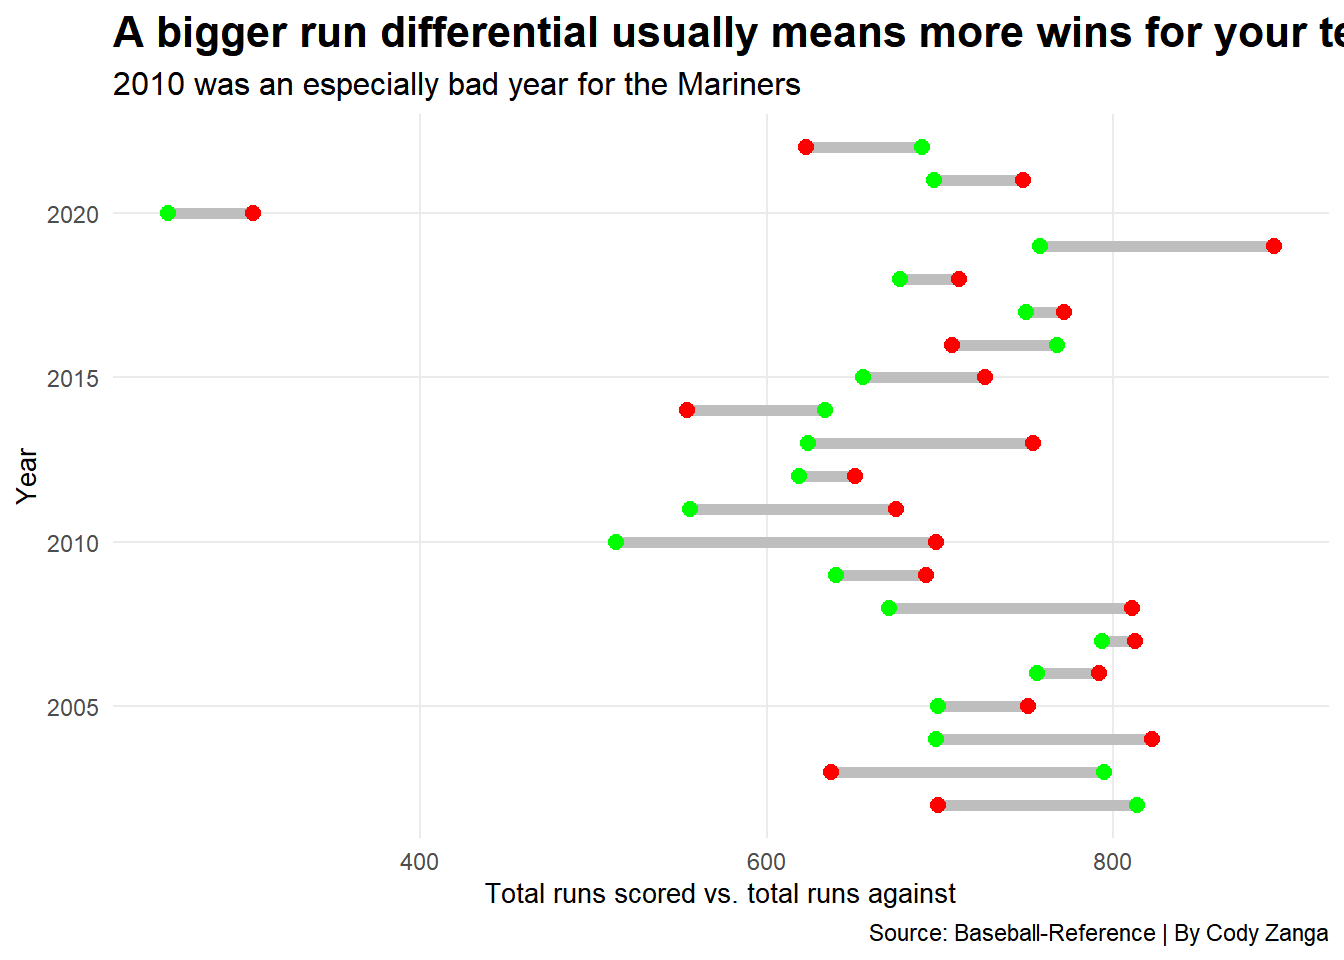 A bigger run differential usually means more wins for your te
2010 was an especially bad year for the Mariners
2020
2015
2010
2005
Year
400 600 800
Total runs scored vs. total runs against
Source: Baseball-Reference | By Cody Zanga